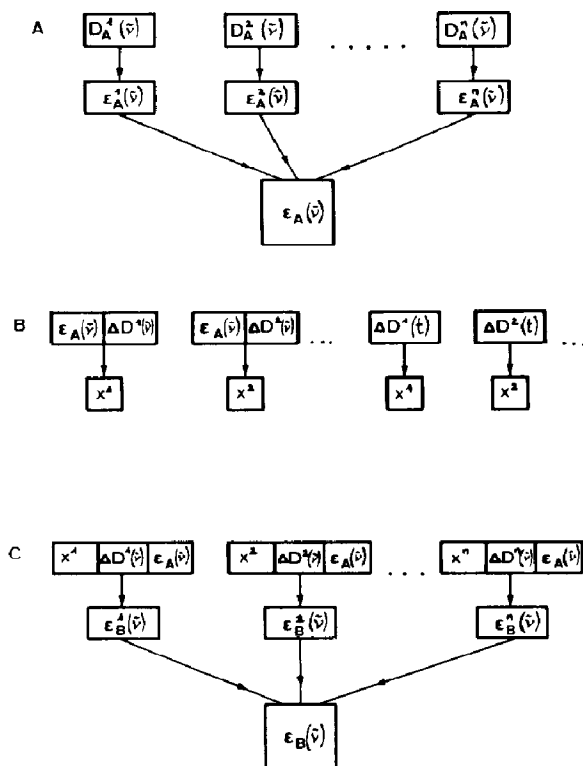 A D_A^1(ṽ) D_A^2(ṽ) . . . . . D_A^n(ṽ)
ε_A^1(ṽ) ε_A^2(ṽ) ε_A^n(ṽ)
ε_A(ṽ)
B ε_A(ṽ) ΔD^1(ṽ) ε_A(ṽ) ΔD^2(ṽ) ... ΔD^1(t) ΔD^2(t) ...
x^1 x^2 x^1 x^2
C x^1 ΔD^1(ṽ) ε_A(ṽ) x^2 ΔD^2(ṽ) ε_A(ṽ) . . . x^n ΔD^n(ṽ) ε_A(ṽ)
ε_B^1(ṽ) ε_B^2(ṽ) ε_B^n(ṽ)
ε_B(ṽ)